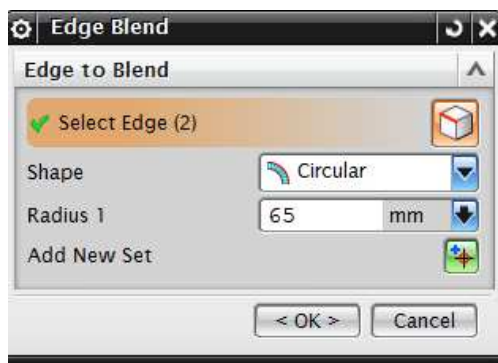 Edge Blend
Edge to Blend
Select Edge (2)
Shape Circular
Radius 1 65 mm
Add New Set
< OK > Cancel